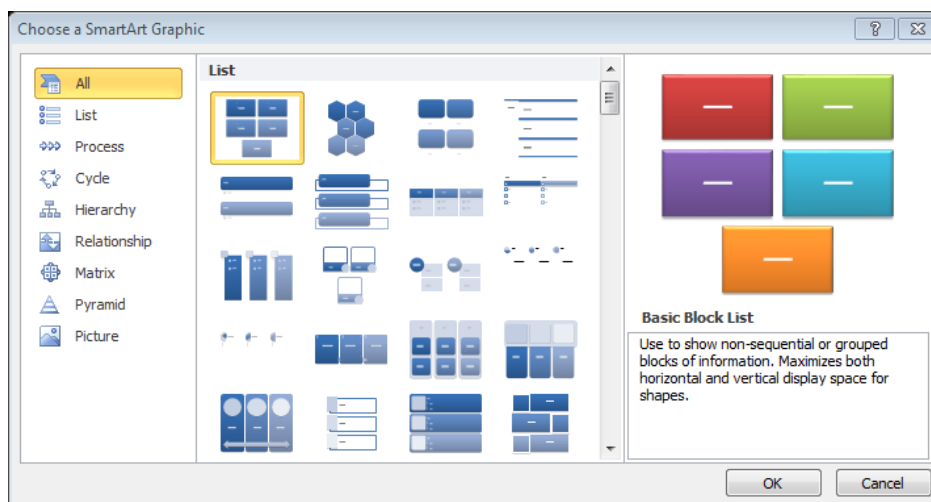 Choose a SmartArt Graphic
All
List
Process
Cycle
Hierarchy
Relationship
Matrix
Pyramid
Picture
List
Basic Block List
Use to show non-sequential or grouped
blocks of information. Maximizes both
horizontal and vertical display space for
shapes.
OK
Cancel